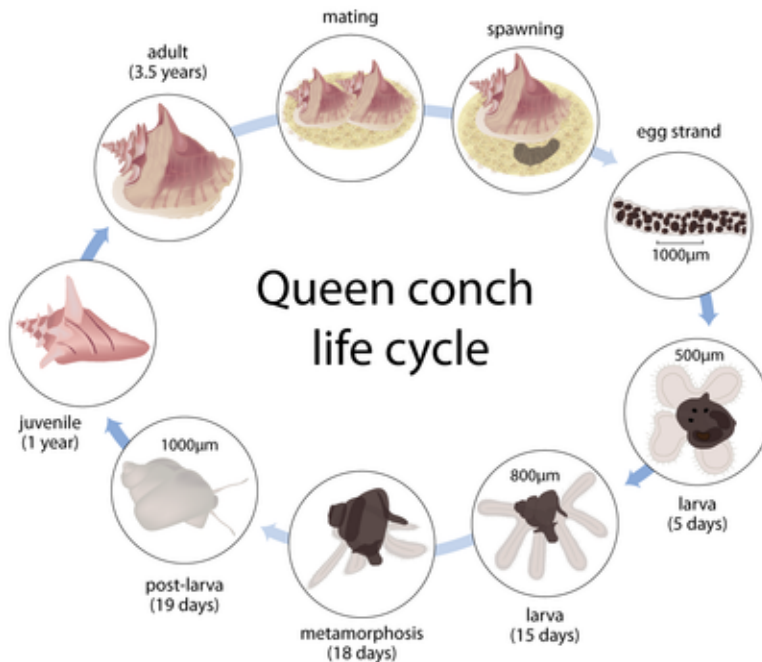 mating
spawning
adult
(3.5 years)
egg strand
1000µm
Queen conch
life cycle
500µm
larva
(5 days)
800µm
larva
(15 days)
metamorphosis
(18 days)
1000µm
post-larva
(19 days)
juvenile
(1 year)